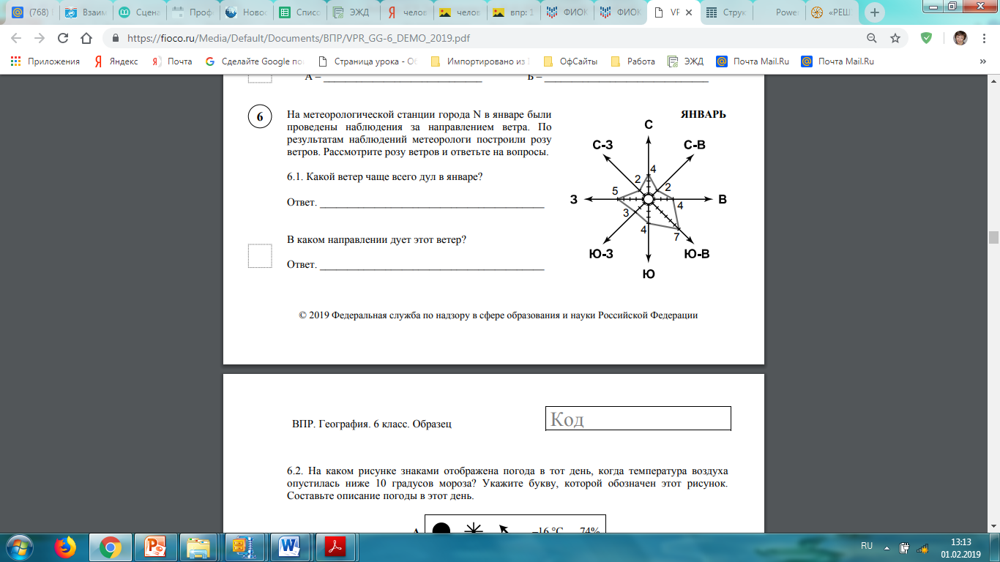 (768)
Взаим
Сцена
Проф
Новос
Списо
ЭЖД
челов
челов
впр: 1
ФИОК
ФИОК
VP
Струк
Power
«РЕШ
https://fioco.ru/Media/Default/Documents/ВПР/VPR_GG-6_DEMO_2019.pdf
Приложения
Яндекс
Почта
Сделайте Google по
Страница урока - Об
Импортировано из
ОфСайты
Работа
ЭЖД
Почта Mail.Ru
Почта Mail.Ru
»
А – ____________________________ Б – ____________________________
6
На метеорологической станции города N в январе были
проведены наблюдения за направлением ветра. По
результатам наблюдений метеорологи построили розу
ветров. Рассмотрите розу ветров и ответьте на вопросы.
6.1. Какой ветер чаще всего дул в январе?
Ответ. _________________________________________
В каком направлении дует этот ветер?
Ответ. _________________________________________
ЯНВАРЬ
С
С-З
С-В
4
2
2
5
З
В
4
3
4
7
Ю-З
Ю-В
Ю
© 2019 Федеральная служба по надзору в сфере образования и науки Российской Федерации
ВПР. География. 6 класс. Образец
Код
6.2. На каком рисунке знаками отображена погода в тот день, когда температура воздуха
опустилась ниже 10 градусов мороза? Укажите букву, которой обозначен этот рисунок.
Составьте описание погоды в этот день.
А
–16 °C 74%
RU
13:13
01.02.2019